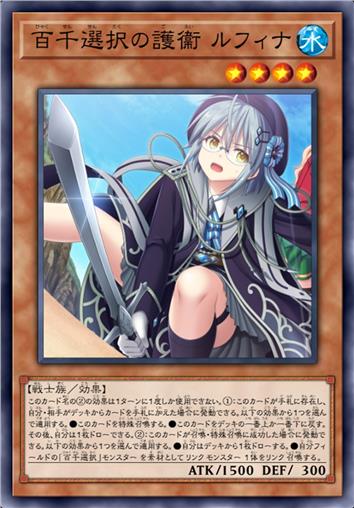 百千選択の護衛 ルフィナ
水
【戦士族/効果】
このカード名の②の効果は1ターンに1度しか使用できない。①:このカードが手札に存在し、
自分・相手がデッキからカードを手札に加えた場合に発動できる。以下の効果から1つを選ん
で適用する。●このカードを特殊召喚する。●このカードをデッキの一番上か一番下に戻す。
その後、自分は1枚ドローできる。②:このカードが召喚・特殊召喚に成功した場合に発動でき
る。以下の効果から1つを選んで適用する。●自分はデッキから1枚ドローする。●自分フィー
ルドの「百千選択」モンスターを素材としてリンクモンスター1体をリンク召喚する。
ATK/1500 DEF/ 300